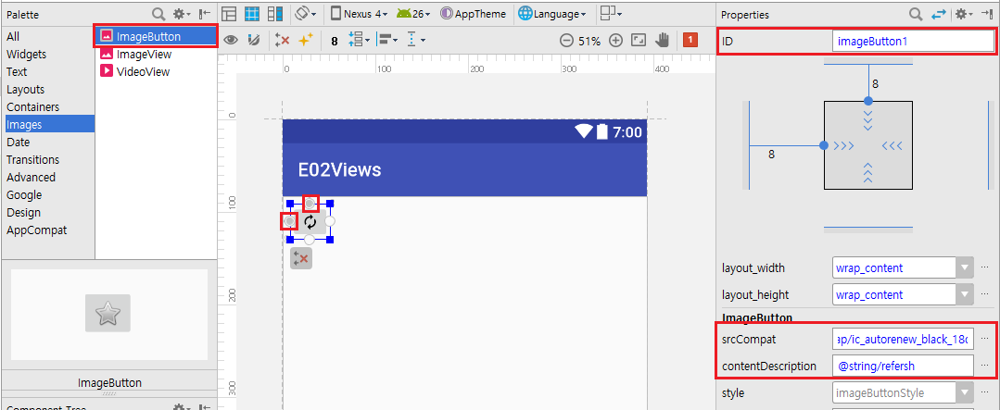 Palette
All
Widgets
Text
Layouts
Containers
Images
Date
Transitions
Advanced
Google
Design
AppCompat
ImageButton
ImageView
VideoView
ImageButton
Component Tree
Nexus 4
26
AppTheme
Language
8
51%
1
0
100
200
300
400
0
100
200
300
7:00
E02Views
Properties
ID
imageButton1
8
8
layout_width
wrap_content
layout_height
wrap_content
ImageButton
srcCompat
ap/ic_autorenew_black_18d
contentDescription
@string/refersh
style
imageButtonStyle